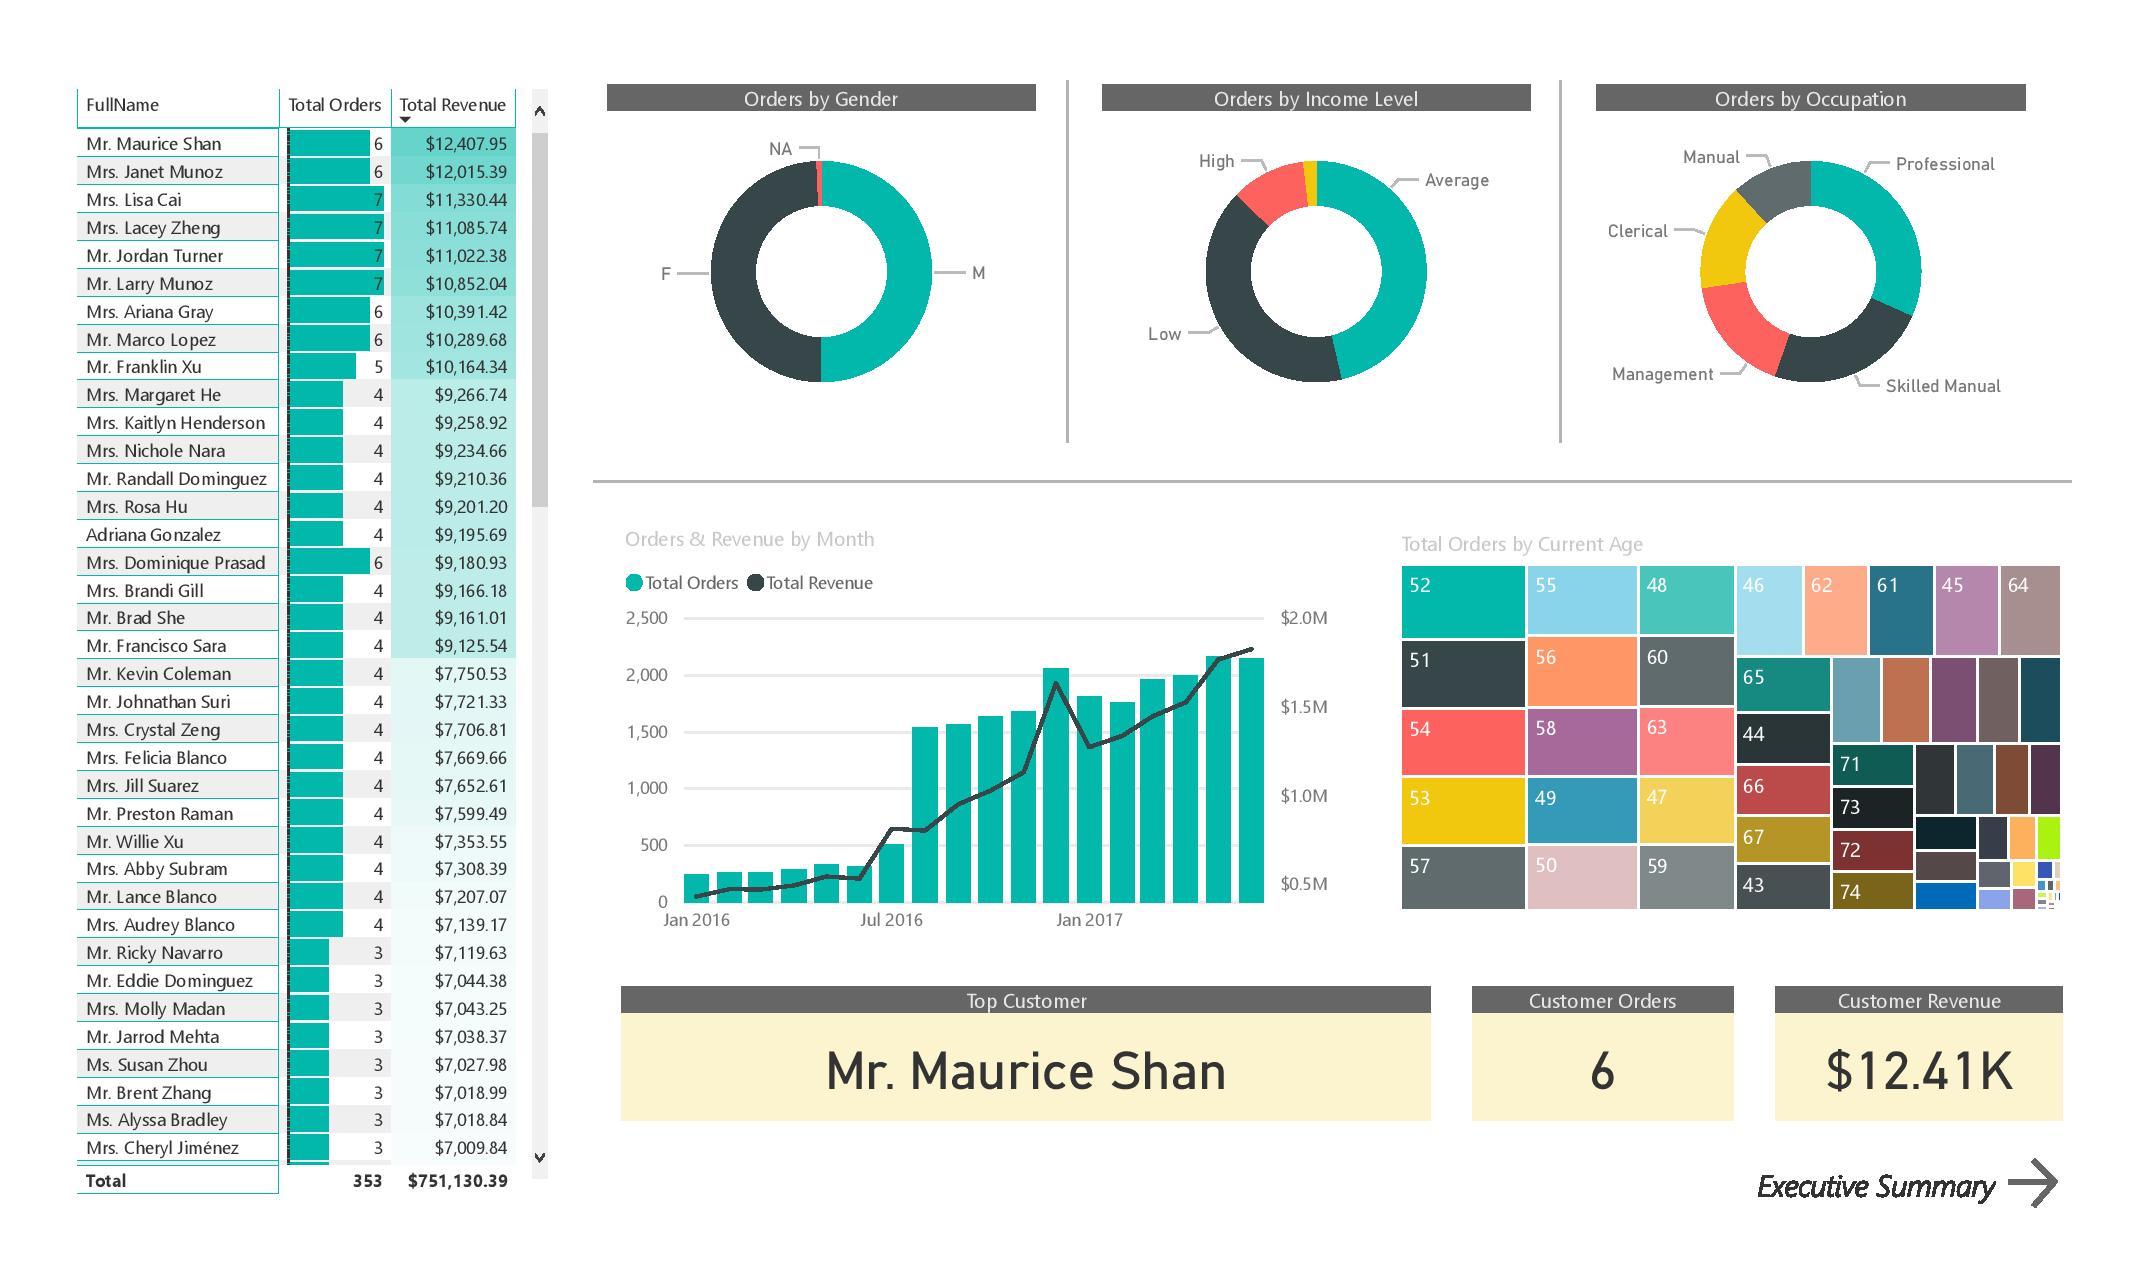 FullName Total Orders Total Revenue
Mr. Maurice Shan 6 $12,407.95
Mrs. Janet Munoz 6 $12,015.39
Mrs. Lisa Cai 7 $11,330.44
Mrs. Lacey Zheng 7 $11,085.74
Mr. Jordan Turner 7 $11,022.38
Mr. Larry Munoz 7 $10,852.04
Mrs. Ariana Gray 6 $10,391.42
Mr. Marco Lopez 6 $10,289.68
Mr. Franklin Xu 5 $10,164.34
Mr. Margaret He 4 $9,266.74
Mrs. Kaitlyn Henderson 4 $9,258.92
Mrs. Nichole Nara 4 $9,234.66
Mr. Randall Dominguez 4 $9,210.36
Mrs. Rosa Hu 4 $9,201.20
Adriana Gonzalez 4 $9,195.69
Mrs. Dominique Prasad 6 $9,180.93
Mrs. Brandi Gill 4 $9,166.18
Mr. Brad She 4 $9,161.01
Mr. Francisco Sara 4 $9,125.54
Mr. Kevin Coleman 4 $7,750.53
Mr. Johnathan Suri 4 $7,721.33
Mrs. Crystal Zeng 4 $7,706.81
Mrs. Felicia Blanco 4 $7,669.66
Mrs. Jill Suarez 4 $7,652.61
Mr. Preston Raman 4 $7,599.49
Mr. Willie Xu 4 $7,353.55
Mrs. Abby Subram 4 $7,308.39
Mr. Lance Blanco 4 $7,207.07
Mrs. Audrey Blanco 4 $7,139.17
Mr. Ricky Navarro 3 $7,119.63
Mr. Eddie Dominguez 3 $7,044.38
Mrs. Molly Madan 3 $7,043.25
Mr. Jarrod Mehta 3 $7,038.37
Ms. Susan Zhou 3 $7,027.98
Mr. Brent Zhang 3 $7,018.99
Ms. Alyssa Bradley 3 $7,018.84
Mrs. Cheryl Jiménez 3 $7,009.84
Total 353 $751,130.39
Orders by Gender
NA
F
M
Orders by Income Level
High
Average
Low
Orders by Occupation
Manual
Professional
Clerical
Management
Skilled Manual
Orders & Revenue by Month
Total Orders Total Revenue
2,500 $2.0M
2,000
$1.5M
1,500
1,000 $1.0M
500
$0.5M
0
Jan 2016 Jul 2016 Jan 2017
Total Orders by Current Age
52 55 48 46 62 61 45 64
51 56 60 65
54 58 63 44 71
53 49 47 66 73
57 50 59 67 72
43 74
Top Customer
Mr. Maurice Shan
Customer Orders
6
Customer Revenue
$12.41K
Executive Summary